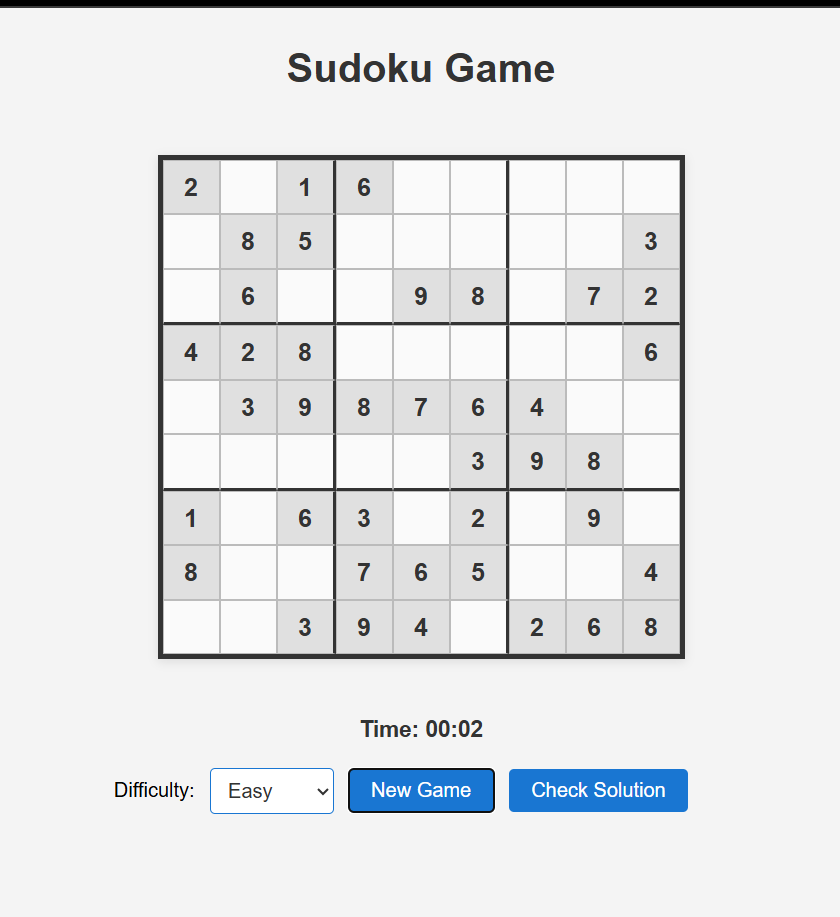 Sudoku Game
2 1 6
8 5 3
6 9 8 7 2
4 2 8 6
3 9 8 7 6 4
3 9 8
1 6 3 2 9
8 7 6 5 4
3 9 4 2 6 8
Time: 00:02
Difficulty: Easy New Game Check Solution